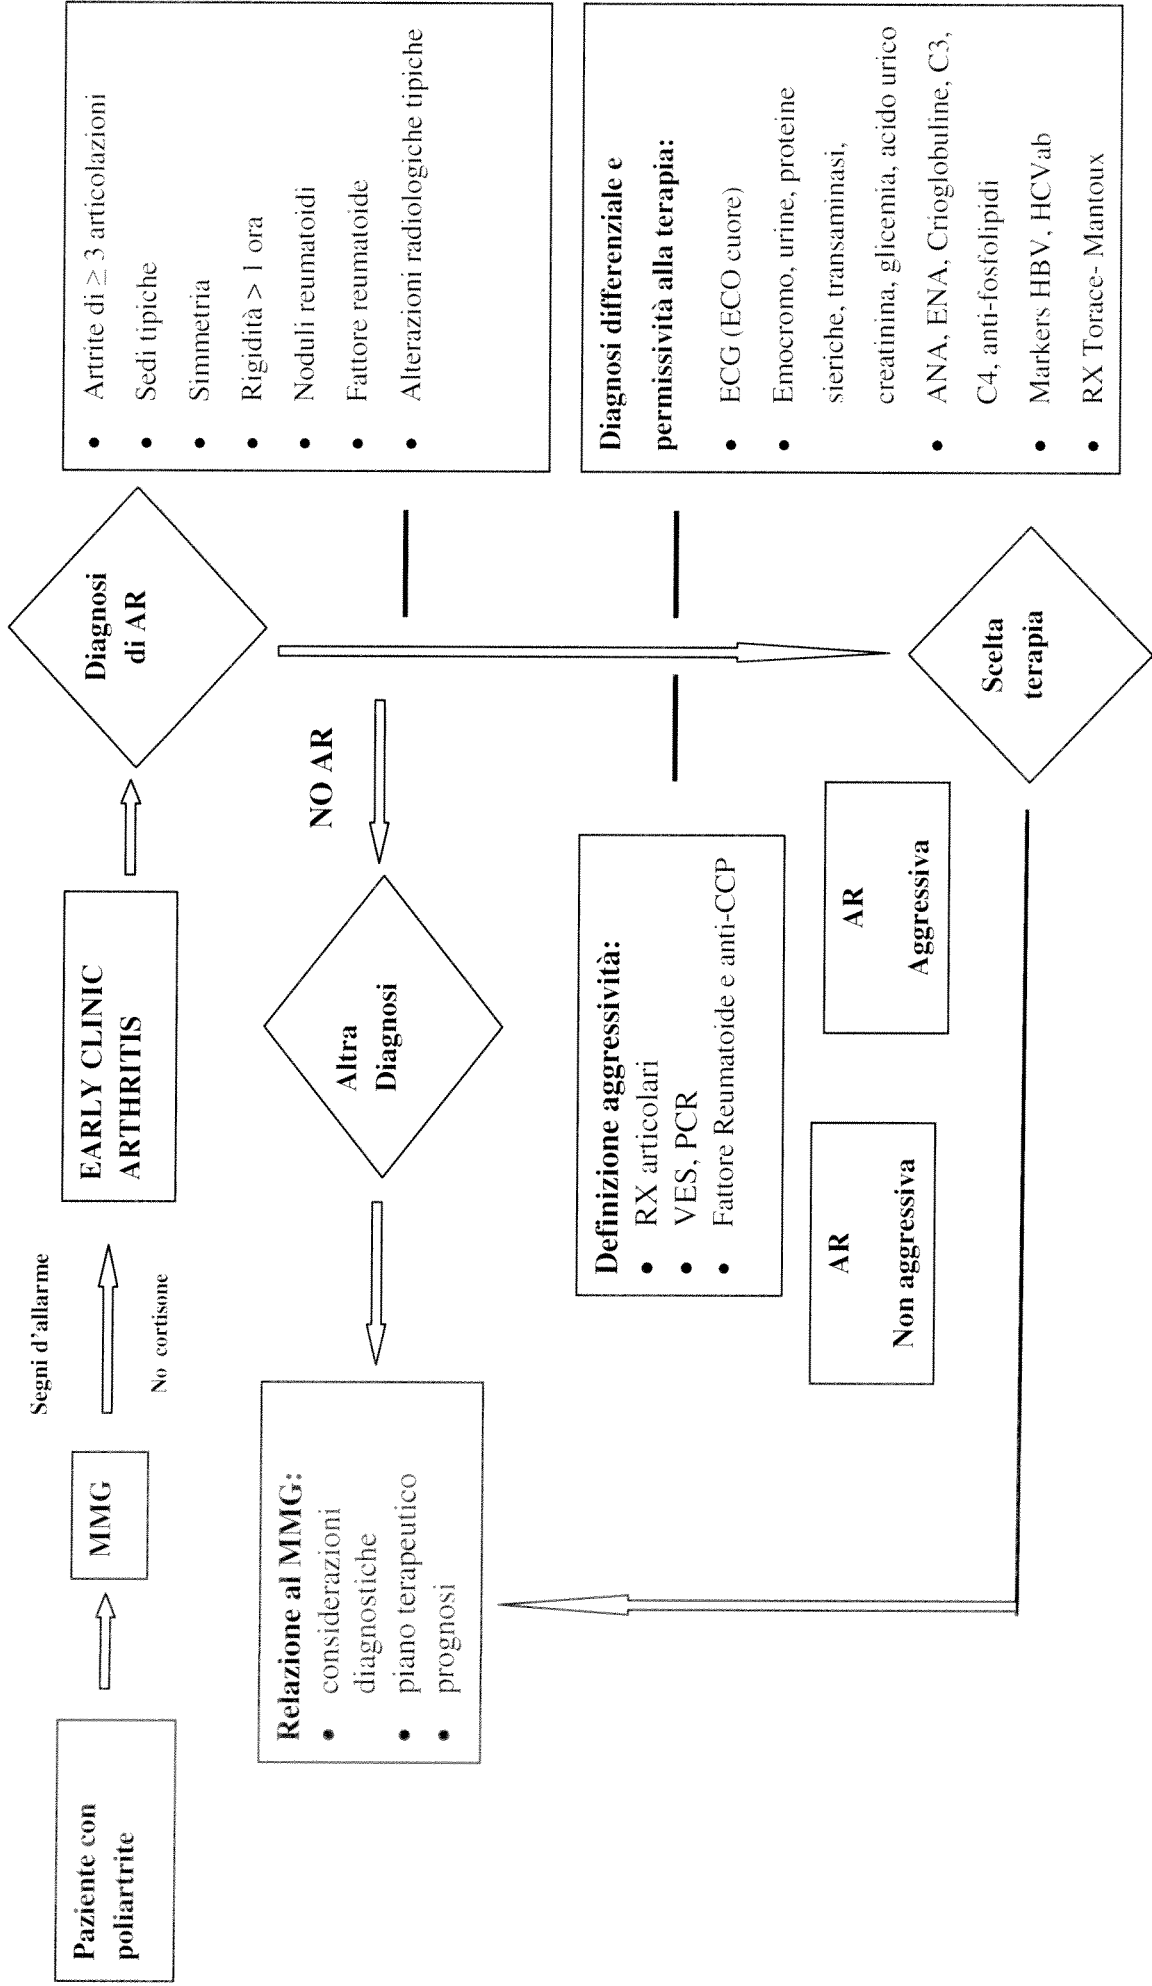 Paziente con
poliartrite
MMG
Segni d'allarme
No cortisone
EARLY CLINIC
ARTHRITIS
Diagnosi
di AR
• Artrite di ≥ 3 articolazioni
• Sedi tipiche
• Simmetria
• Rigidità > 1 ora
• Noduli reumatoidi
• Fattore reumatoide
• Alterazioni radiologiche tipiche
NO AR
Altra
Diagnosi
Relazione al MMG:
• considerazioni
diagnostiche
• piano terapeutico
• prognosi
Definizione aggressività:
• RX articolari
• VES, PCR
• Fattore Reumatoide e anti-CCP
Diagnosi differenziale e
permissività alla terapia:
• ECG (ECO cuore)
• Emocromo, urine, proteine
sieriche, transaminasi,
creatinina, glicemia, acido urico
• ANA, ENA, Crioglobuline, C3,
C4, anti-fosfolipidi
• Markers HBV, HCVab
• RX Torace- Mantoux
AR
Non aggressiva
AR
Aggressiva
Scelta
terapia